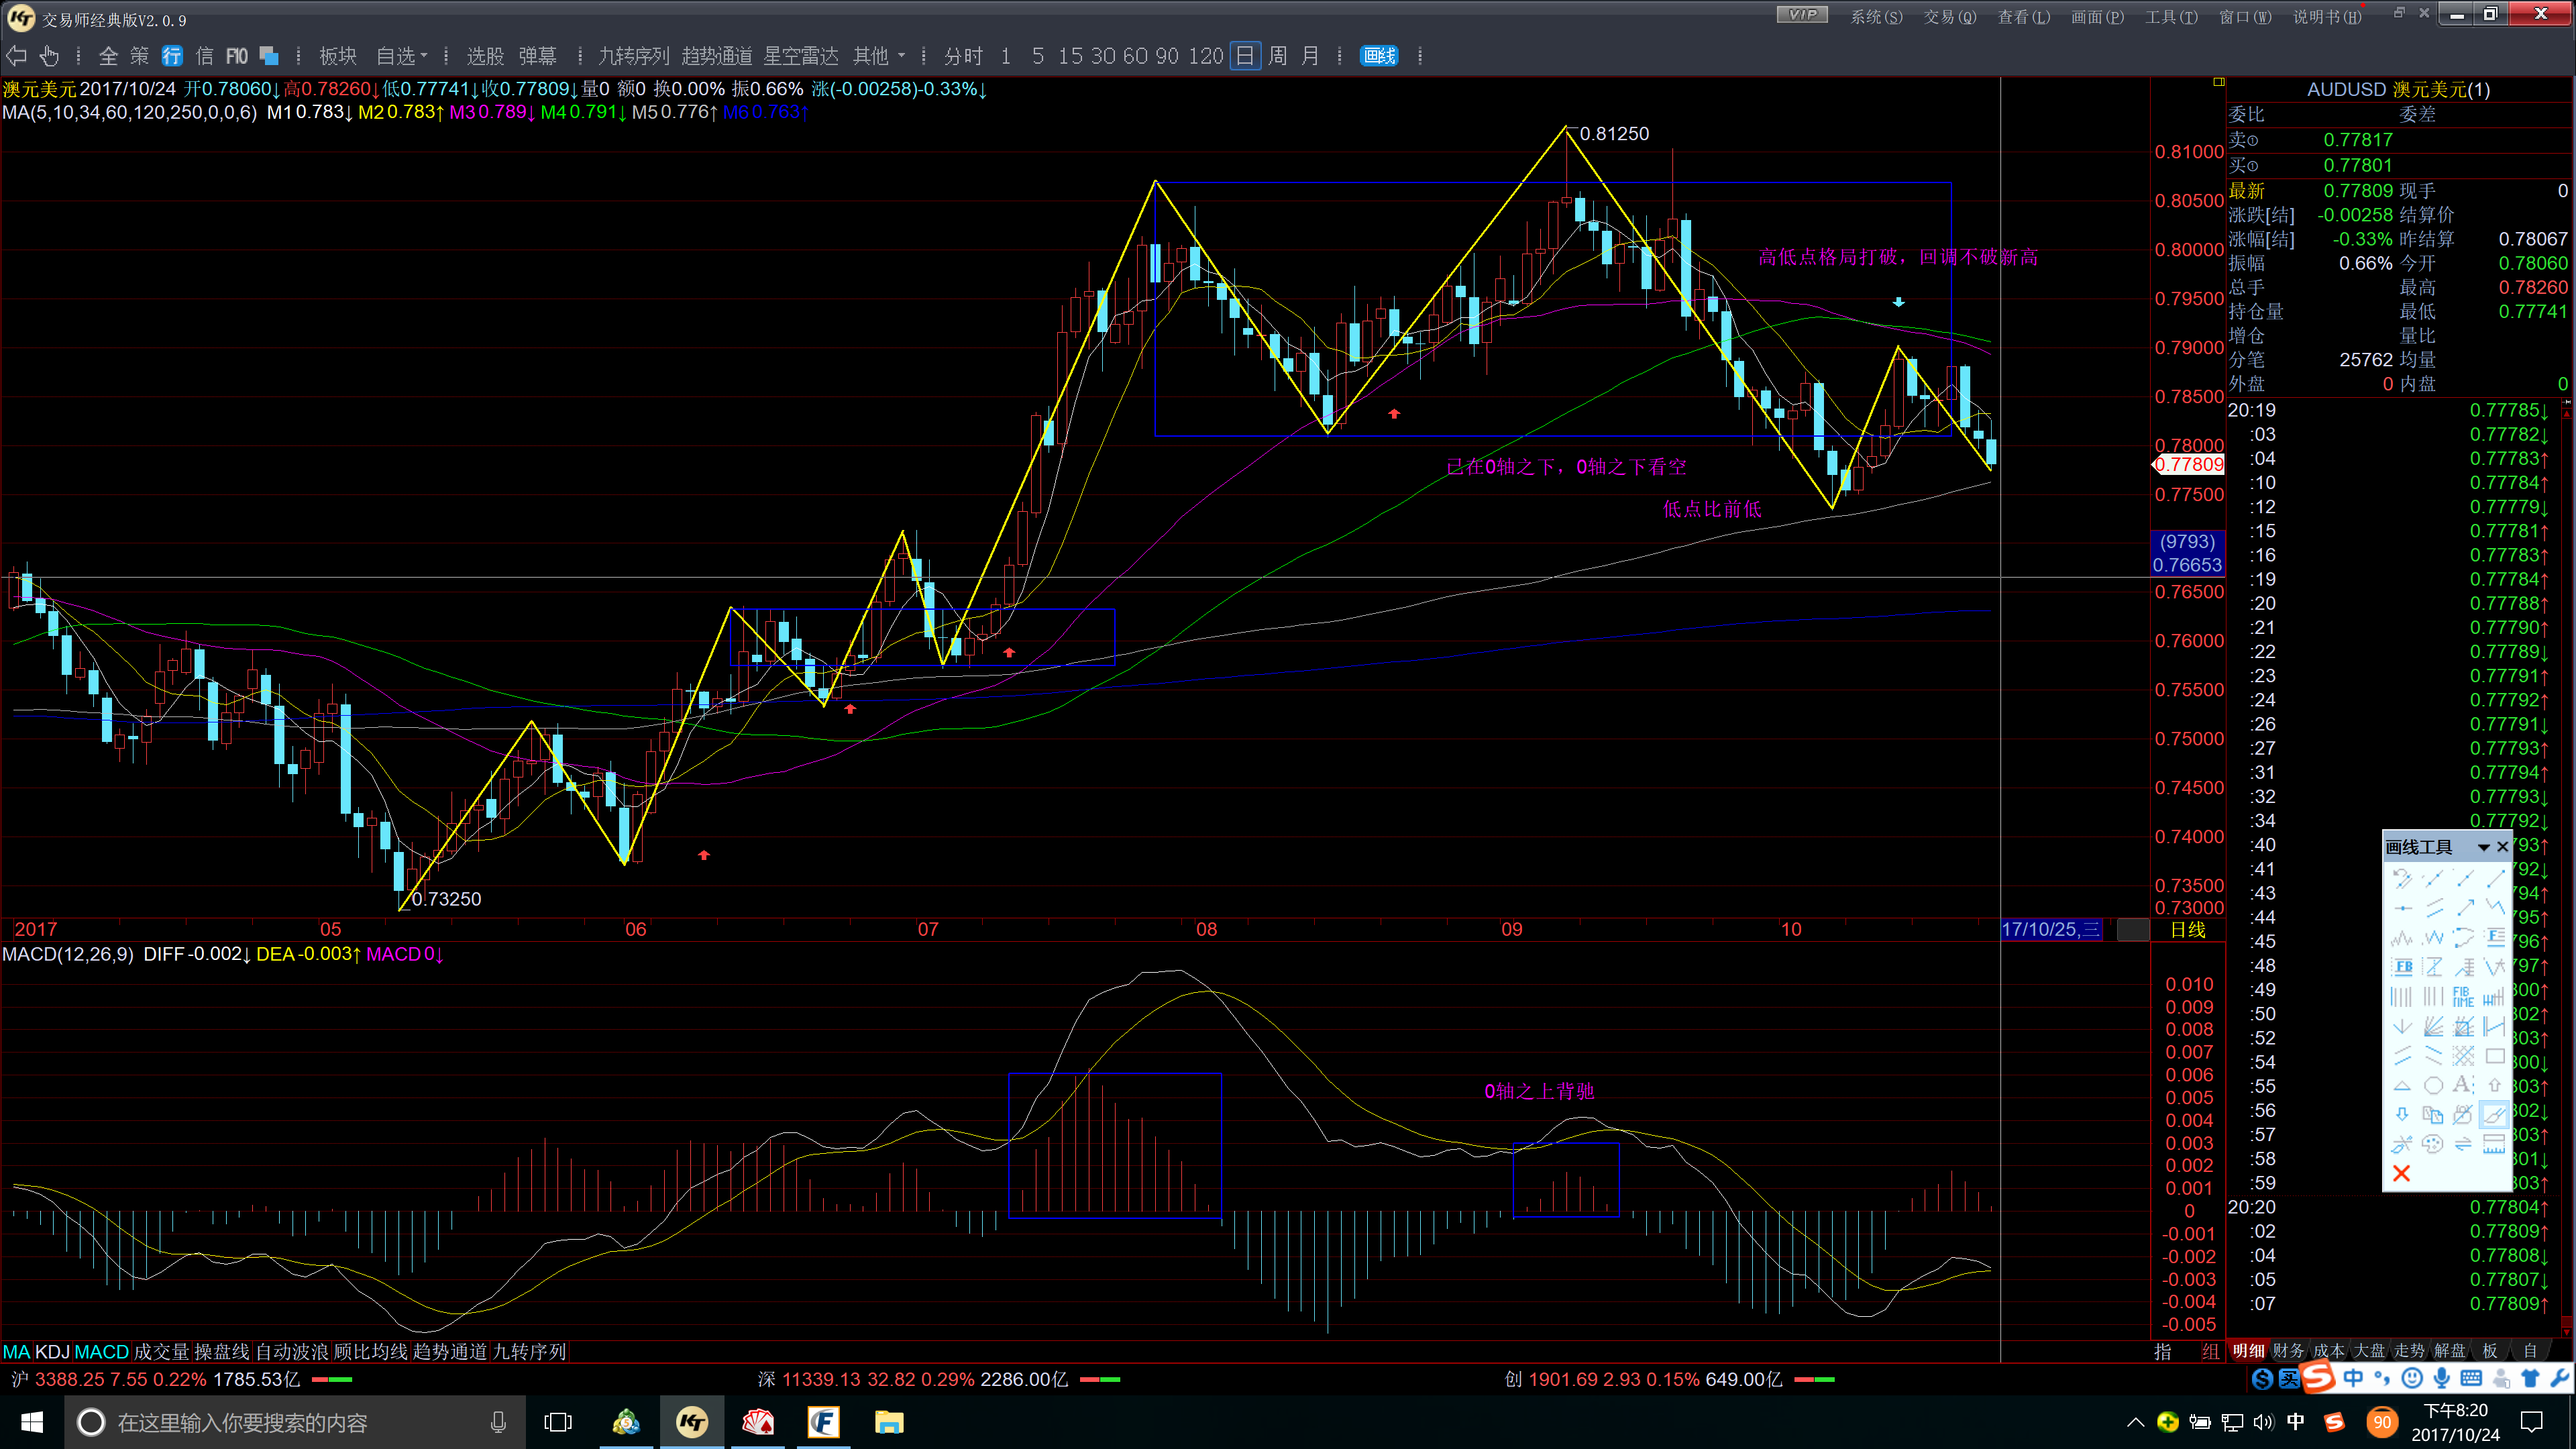 交易师经典版V2.0.9
VIP 系统(S) 交易(Q) 查看(L) 画面(P) 工具(T) 窗口(W) 说明书(H)
全 策 行 信 F10 板块 自选 选股 弹幕 九转序列 趋势通道 星空雷达 其他 分时 1 5 15 30 60 90 120 日 周 月 画线
澳元美元 2017/10/24 开0.78060↓ 高0.78260↓ 低0.77741↓ 收0.77809↓ 量0 额0 换0.00% 振0.66% 涨(-0.00258)-0.33%↓
MA(5,10,34,60,120,250,0,0,6) M1 0.783↓ M2 0.783↑ M3 0.789↓ M4 0.791↓ M5 0.776↑ M6 0.763↑
0.81250
高低点格局打破，回调不破新高
已在0轴之下，0轴之下看空
低点比前低
0.73250
0.81000
0.80500
0.80000
0.79500
0.79000
0.78500
0.78000
0.77809
0.77500
(9793)
0.76653
0.76500
0.76000
0.75500
0.75000
0.74500
0.74000
0.73500
0.73000
2017 05 06 07 08 09 10 17/10/25,三 日线
MACD(12,26,9) DIFF -0.002↓ DEA -0.003↑ MACD 0↓
0轴之上背驰
0.010
0.009
0.008
0.007
0.006
0.005
0.004
0.003
0.002
0.001
0
-0.001
-0.002
-0.003
-0.004
-0.005
AUDUSD 澳元美元(1)
委比 委差
卖① 0.77817
买① 0.77801
最新 0.77809 现手 0
涨跌[结] -0.00258 结算价
涨幅[结] -0.33% 昨结算 0.78067
振幅 0.66% 今开 0.78060
总手 最高 0.78260
持仓量 最低 0.77741
增仓 量比
分笔 25762 均量
外盘 0 内盘 0
20:19 0.77785↓
:03 0.77782↓
:04 0.77783↑
:10 0.77784↑
:12 0.77779↓
:15 0.77781↑
:16 0.77783↑
:19 0.77784↑
:20 0.77788↑
:21 0.77790↑
:22 0.77789↓
:23 0.77791↑
:24 0.77792↑
:26 0.77791↓
:27 0.77793↑
:31 0.77794↑
:32 0.77793↓
:34 0.77792↓
:40 793↑
:41 792↓
:43 794↑
:44 795↑
:45 796↑
:48 797↑
:49 800↑
:50 802↑
:52 803↑
:54 800↓
:55 803↑
:56 802↓
:57 803↑
:58 801↓
:59 803↑
20:20 0.77804↑
:02 0.77809↑
:04 0.77808↓
:05 0.77807↓
:07 0.77809↑
画线工具
F
FB
FIB TIME
A
MA KDJ MACD 成交量 操盘线 自动波浪 顾比均线 趋势通道 九转序列
指 组 明细 财务 成本 大盘 走势 解盘 板 自
沪 3388.25 7.55 0.22% 1785.53亿
深 11339.13 32.82 0.29% 2286.00亿
创 1901.69 2.93 0.15% 649.00亿
买 中
在这里输入你要搜索的内容
中 90
下午8:20
2017/10/24